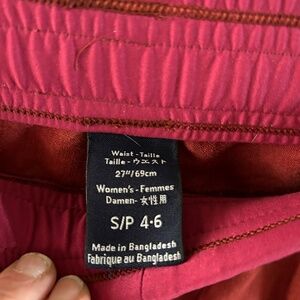 Waist - Taille
Taille - ウエスト
27"/69cm
Women's - Femmes
Damen - 女性用
S/P 4-6
Made in Bangladesh
Fabrique au Bangladesh